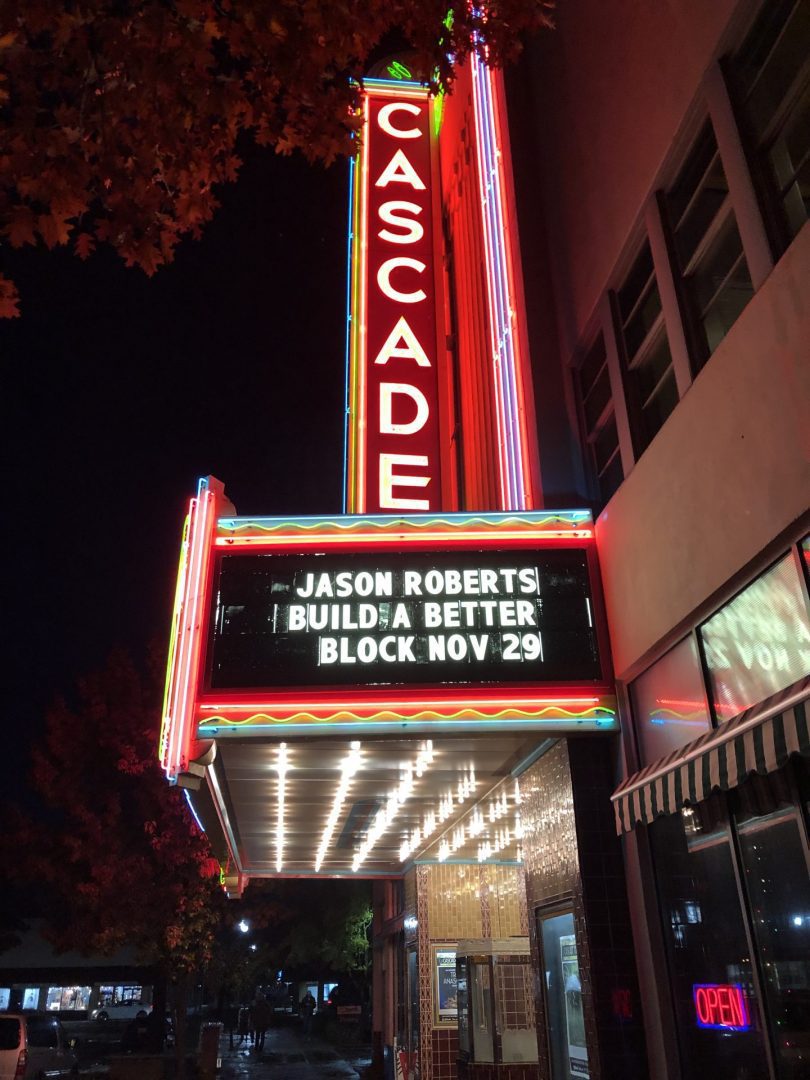 CASCADE
JASON ROBERTS
BUILD A BETTER
BLOCK NOV 29
OPEN